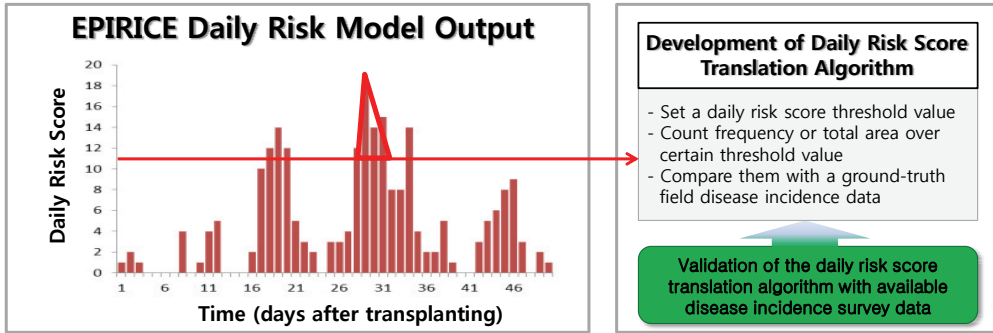 EPIRICE Daily Risk Model Output
Daily Risk Score
20
18
16
14
12
10
8
6
4
2
0
1 6 11 16 21 26 31 36 41 46
Time (days after transplanting)
Development of Daily Risk Score
Translation Algorithm
- Set a daily risk score threshold value
- Count frequency or total area over
certain threshold value
- Compare them with a ground-truth
field disease incidence data
Validation of the daily risk score
translation algorithm with available
disease incidence survey data